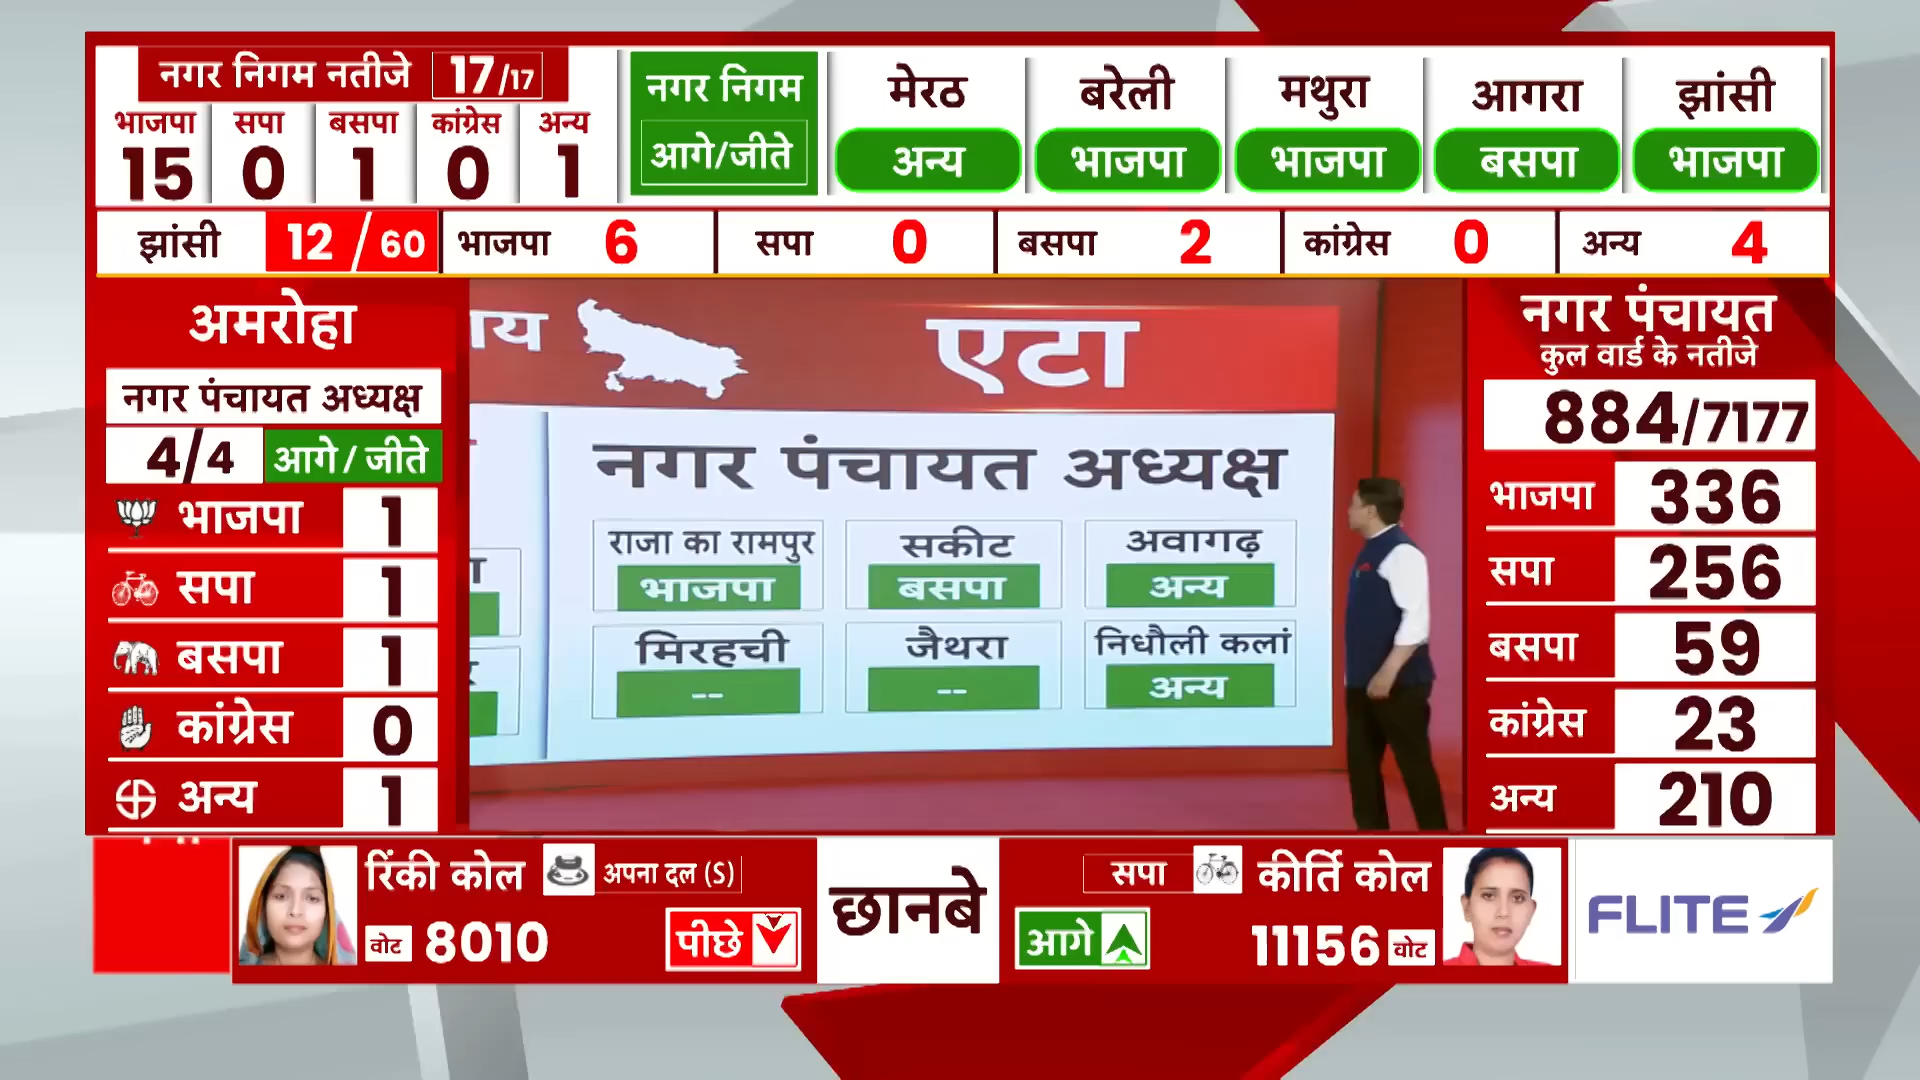 नगर निगम नतीजे 17/17
भाजपा सपा बसपा कांग्रेस अन्य
15 0 1 0 1
नगर निगम
आगे/जीते
मेरठ बरेली मथुरा आगरा झांसी
अन्य भाजपा भाजपा बसपा भाजपा
झांसी 12/60 भाजपा 6 सपा 0 बसपा 2 कांग्रेस 0 अन्य 4
अमरोहा
नगर पंचायत अध्यक्ष
4/4 आगे/जीते
भाजपा 1
सपा 1
बसपा 1
कांग्रेस 0
अन्य 1
एटा
नगर पंचायत अध्यक्ष
राजा का रामपुर सकीट अवागढ़
भाजपा बसपा अन्य
मिरहची जैथरा निधौली कलां
-- -- अन्य
नगर पंचायत
कुल वार्ड के नतीजे
884/7177
भाजपा 336
सपा 256
बसपा 59
कांग्रेस 23
अन्य 210
रिंकी कोल अपना दल (S)
वोट 8010 पीछे
छानबे
सपा कीर्ति कोल
आगे 11156 वोट
FLITE